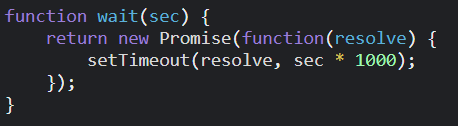 function wait(sec) {
    return new Promise(function(resolve) {
        setTimeout(resolve, sec * 1000);
    });
}